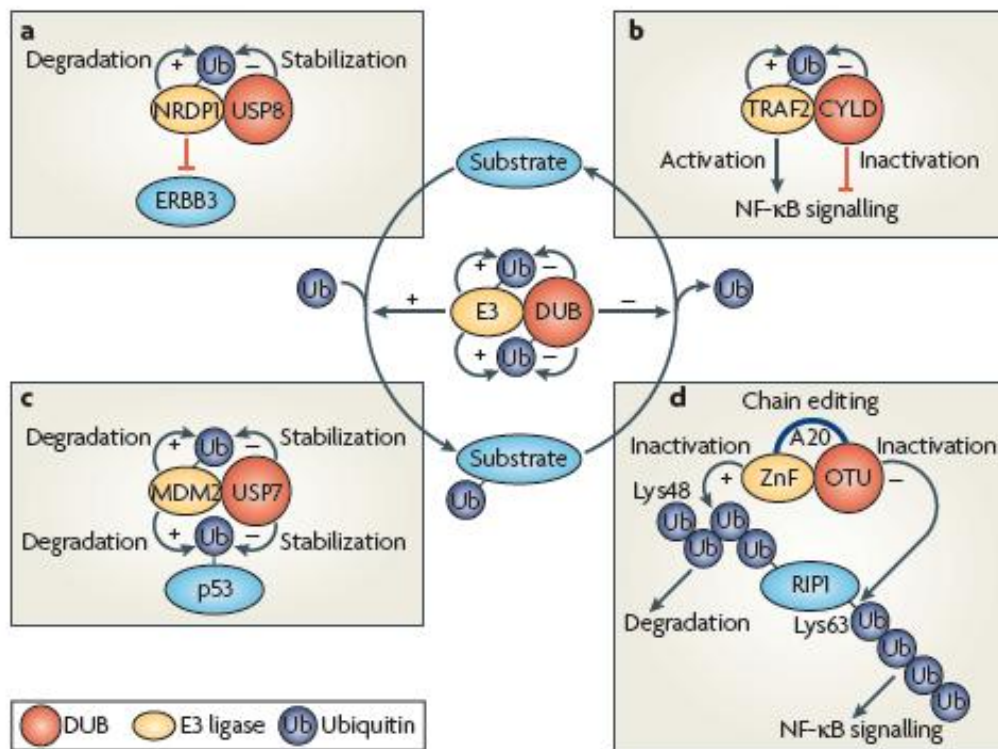 a
Degradation
+
Ub
–
Stabilization
NRDP1
USP8
ERBB3
b
+
Ub
–
TRAF2
CYLD
Activation
Inactivation
NF-κB signalling
Substrate
Ub
+
+
Ub
–
E3
DUB
+
Ub
–
–
Ub
Substrate
Ub
c
Degradation
+
Ub
–
Stabilization
MDM2
USP7
Degradation
+
Ub
–
Stabilization
p53
d
Chain editing
Inactivation
A20
Inactivation
+
ZnF
OTU
–
Lys48
Ub
Ub
Ub
Ub
RIP1
Degradation
Lys63
Ub
Ub
Ub
Ub
NF-κB signalling
DUB
E3 ligase
Ub
Ubiquitin